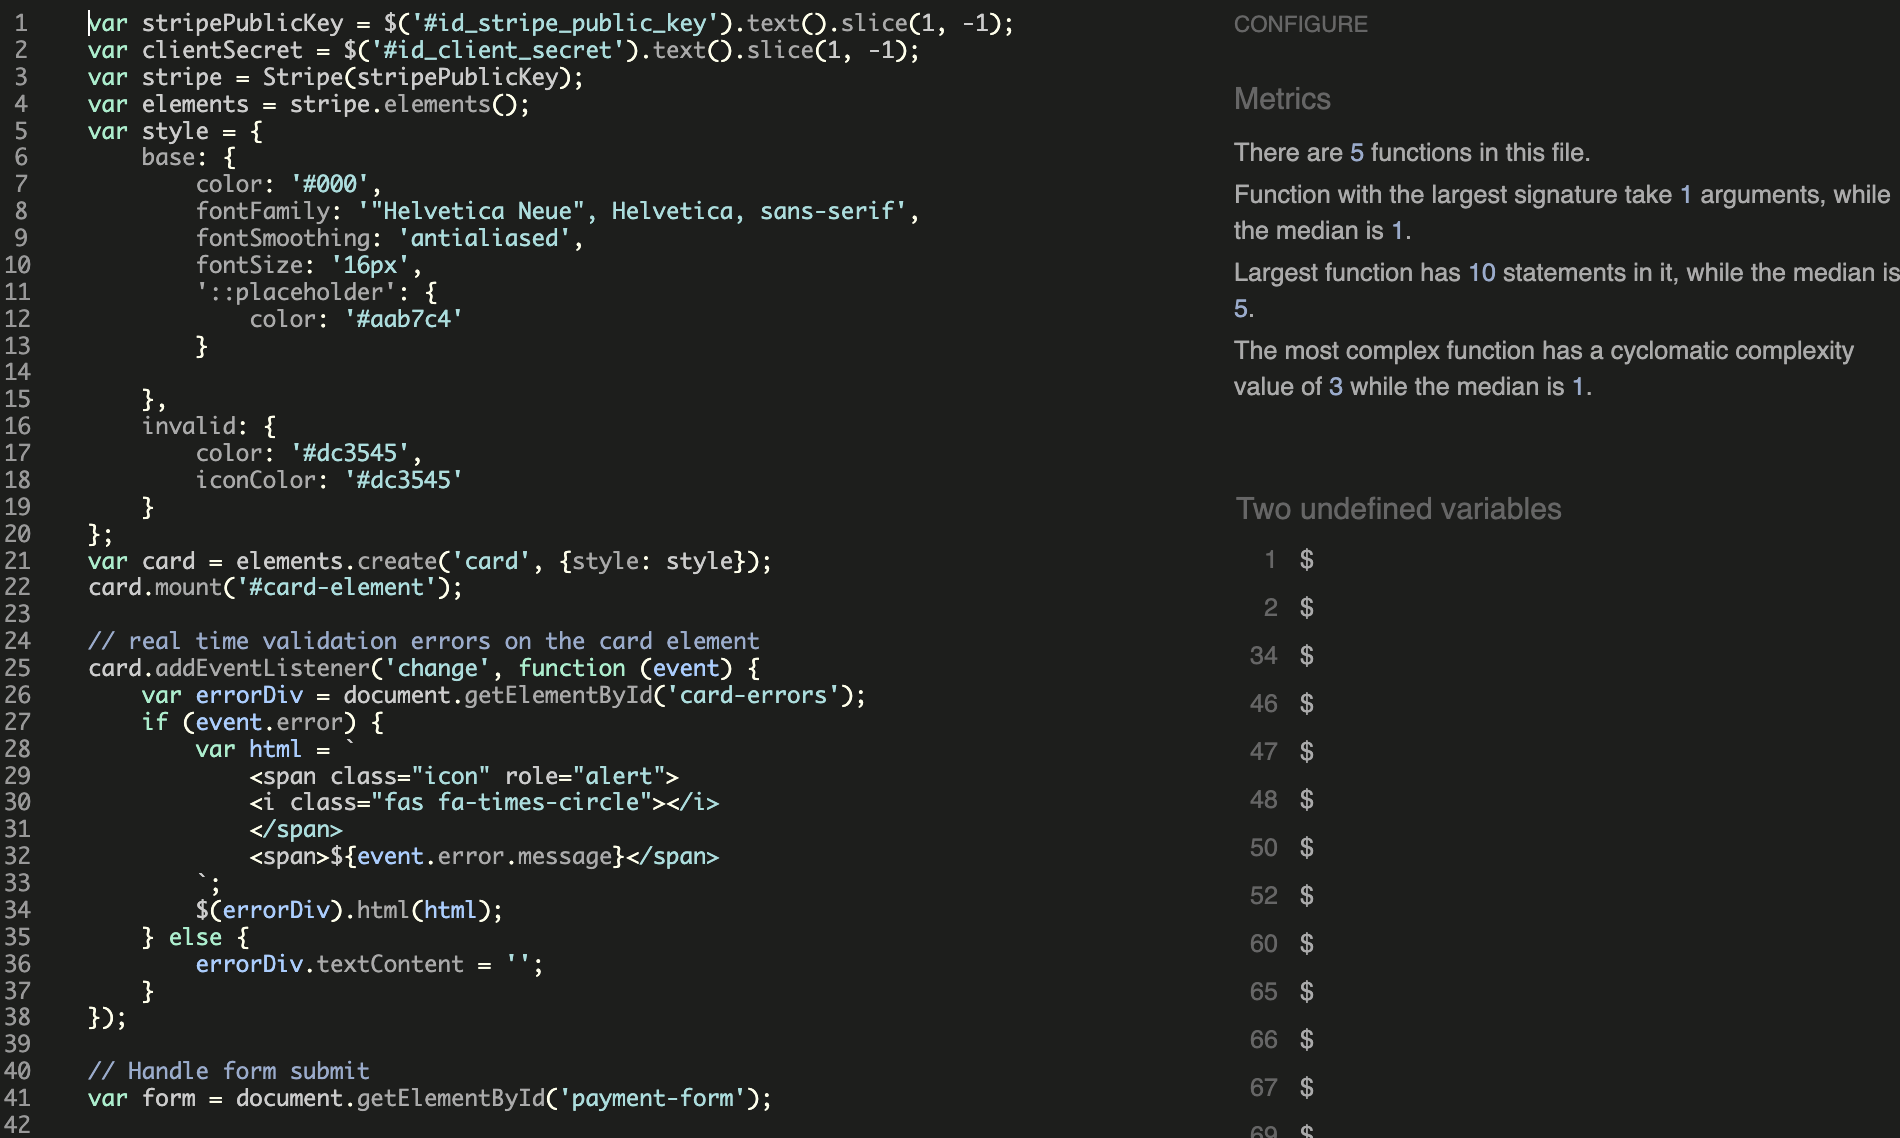 1 var stripePublicKey = $('#id_stripe_public_key').text().slice(1, -1);
2 var clientSecret = $('#id_client_secret').text().slice(1, -1);
3 var stripe = Stripe(stripePublicKey);
4 var elements = stripe.elements();
5 var style = {
6 base: {
7 color: '#000',
8 fontFamily: '"Helvetica Neue", Helvetica, sans-serif',
9 fontSmoothing: 'antialiased',
10 fontSize: '16px',
11 '::placeholder': {
12 color: '#aab7c4'
13 }
14
15 },
16 invalid: {
17 color: '#dc3545',
18 iconColor: '#dc3545'
19 }
20 };
21 var card = elements.create('card', {style: style});
22 card.mount('#card-element');
23
24 // real time validation errors on the card element
25 card.addEventListener('change', function (event) {
26 var errorDiv = document.getElementById('card-errors');
27 if (event.error) {
28 var html = `
29 <span class="icon" role="alert">
30 <i class="fas fa-times-circle"></i>
31 </span>
32 <span>${event.error.message}</span>
33 `;
34 $(errorDiv).html(html);
35 } else {
36 errorDiv.textContent = '';
37 }
38 });
39
40 // Handle form submit
41 var form = document.getElementById('payment-form');
42
CONFIGURE
Metrics
There are 5 functions in this file.
Function with the largest signature take 1 arguments, while
the median is 1.
Largest function has 10 statements in it, while the median is
5.
The most complex function has a cyclomatic complexity
value of 3 while the median is 1.
Two undefined variables
1 $
2 $
34 $
46 $
47 $
48 $
50 $
52 $
60 $
65 $
66 $
67 $
69 $